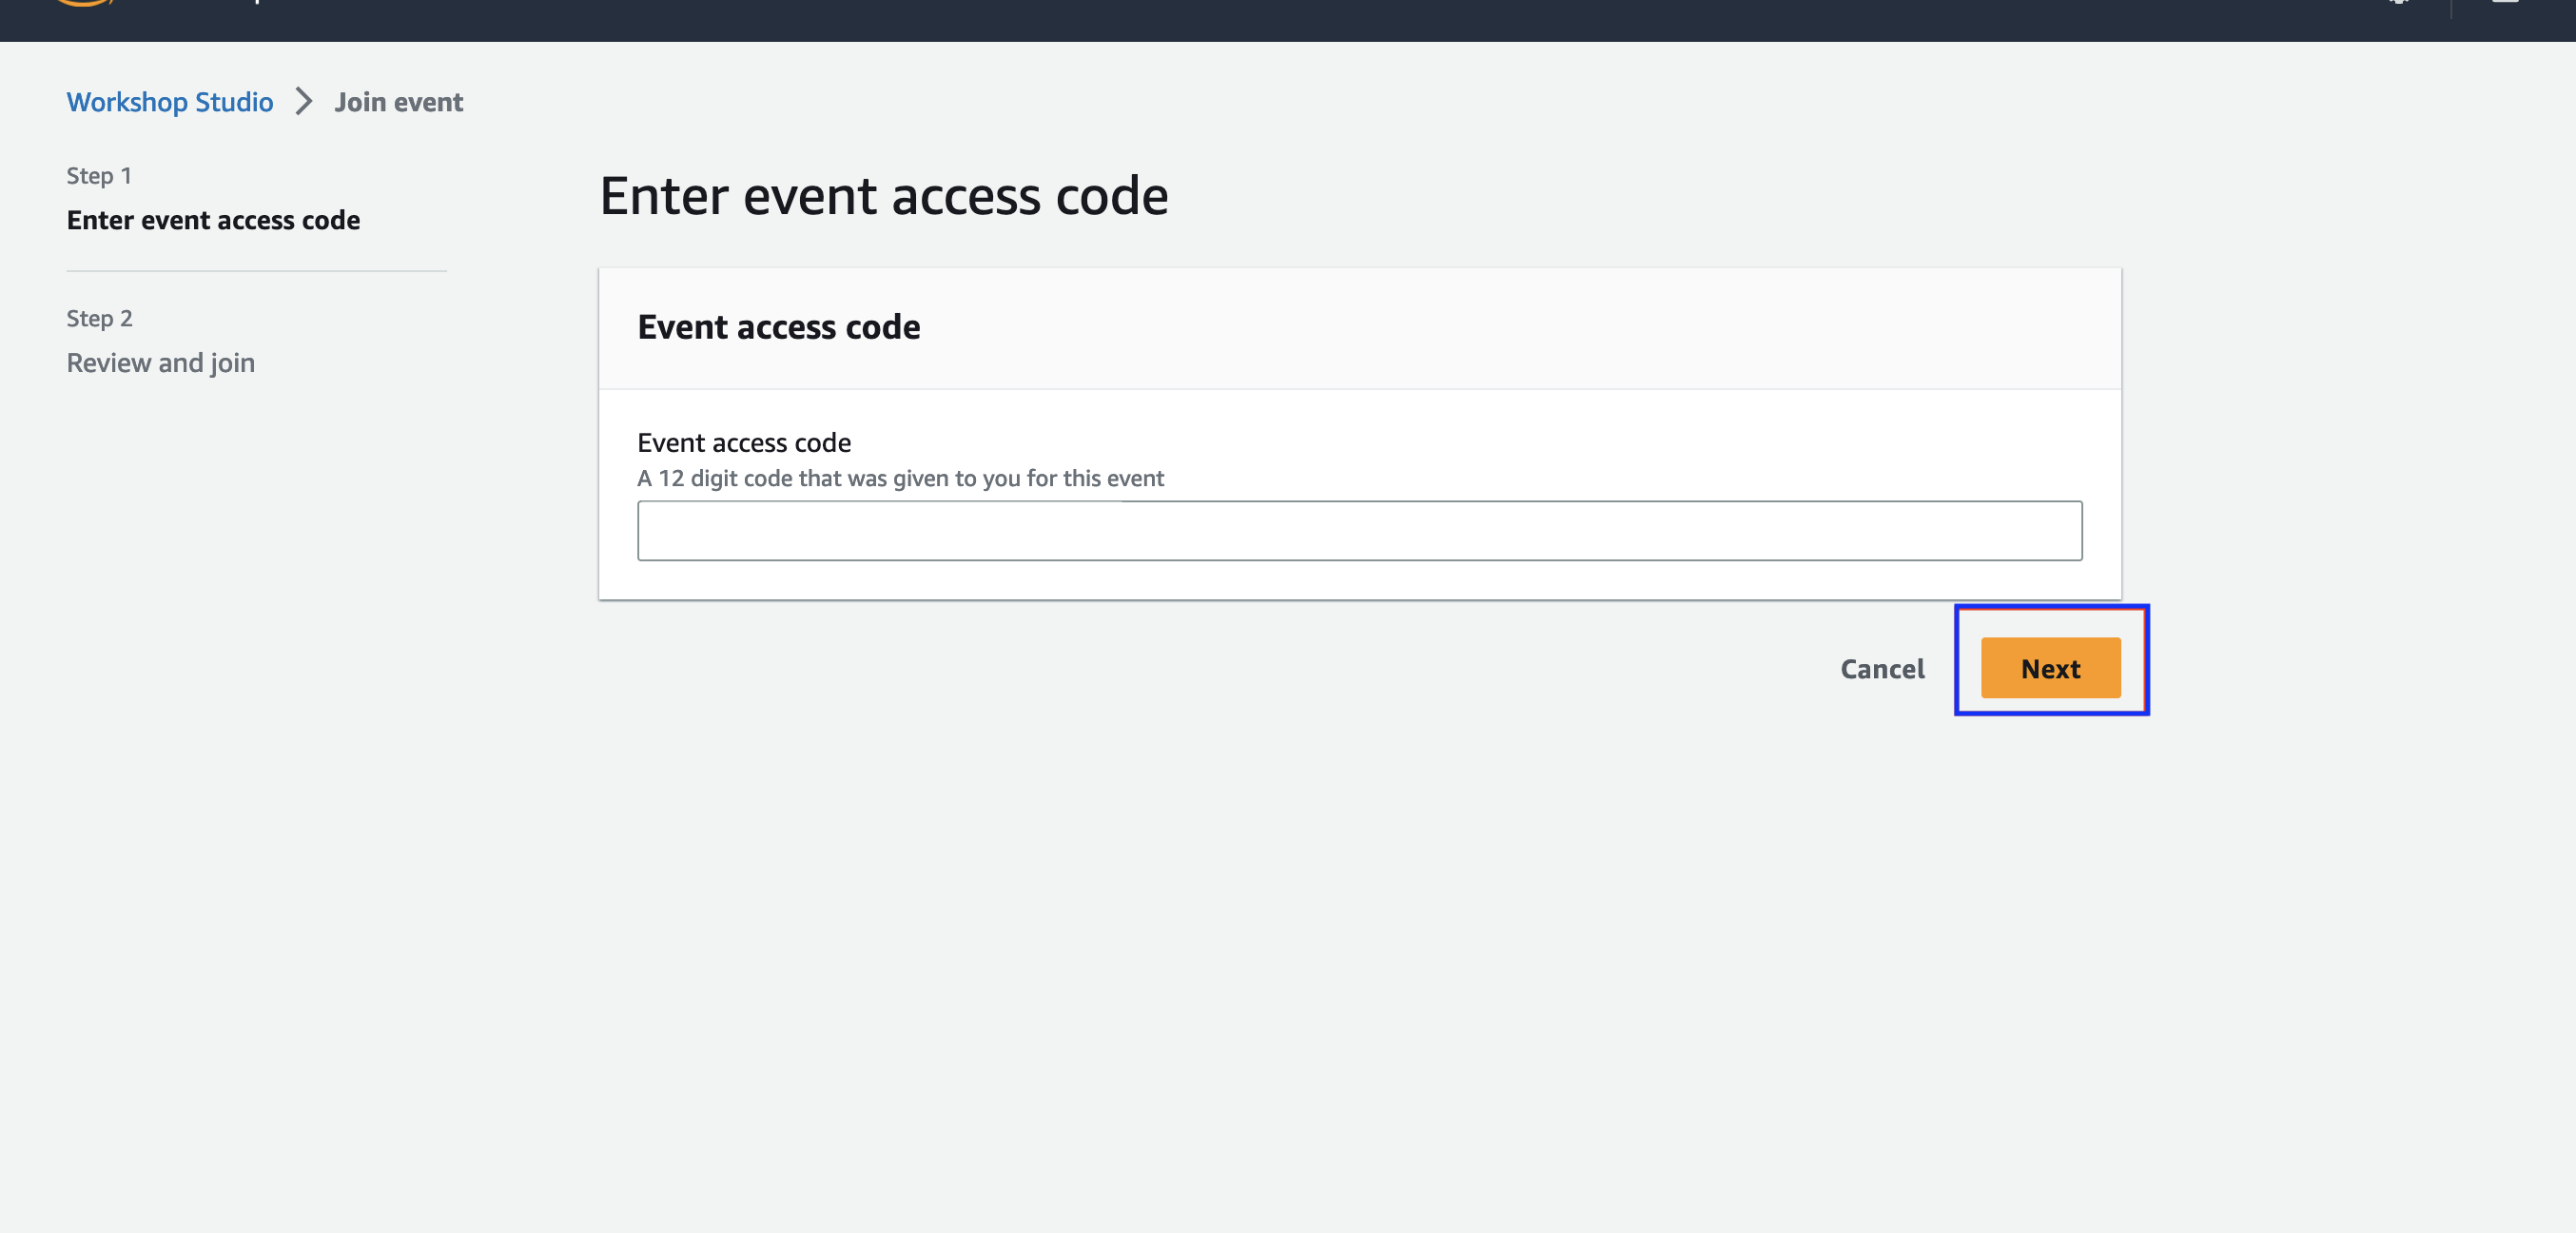 Workshop Studio
Join event
Step 1
Enter event access code
Step 2
Review and join
Enter event access code
Event access code
Event access code
A 12 digit code that was given to you for this event
Cancel
Next